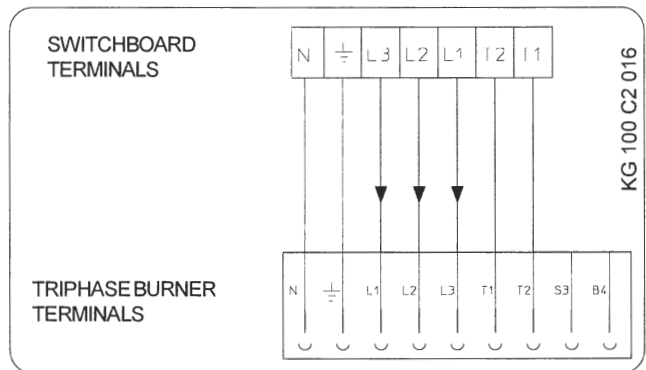 SWITCHBOARD
TERMINALS
N ⏚ L3 L2 L1 T2 T1
KG 100 C2 016
TRIPHASE BURNER
TERMINALS
N ⏚ L1 L2 L3 T1 T2 S3 B4